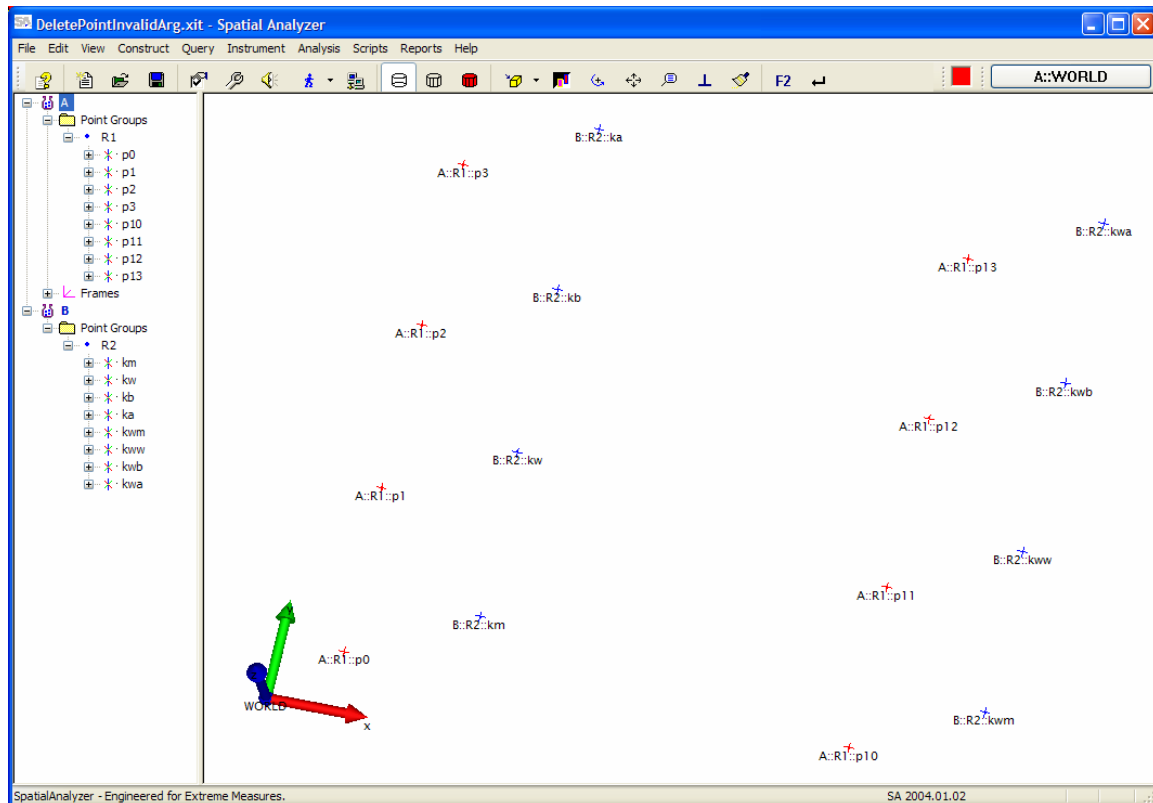 DeletePointInvalidArg.xit - Spatial Analyzer
File Edit View Construct Query Instrument Analysis Scripts Reports Help
F2
A::WORLD
A
Point Groups
R1
p0
p1
p2
p3
p10
p11
p12
p13
Frames
B
Point Groups
R2
km
kw
kb
ka
kwm
kww
kwb
kwa
B::R2::ka
A::R1::p3
B::R2::kwa
A::R1::p13
B::R2::kb
A::R1::p2
B::R2::kwb
A::R1::p12
B::R2::kw
A::R1::p1
B::R2::kww
A::R1::p11
B::R2::km
A::R1::p0
WORLD
x
B::R2::kwm
A::R1::p10
SpatialAnalyzer - Engineered for Extreme Measures.
SA 2004.01.02